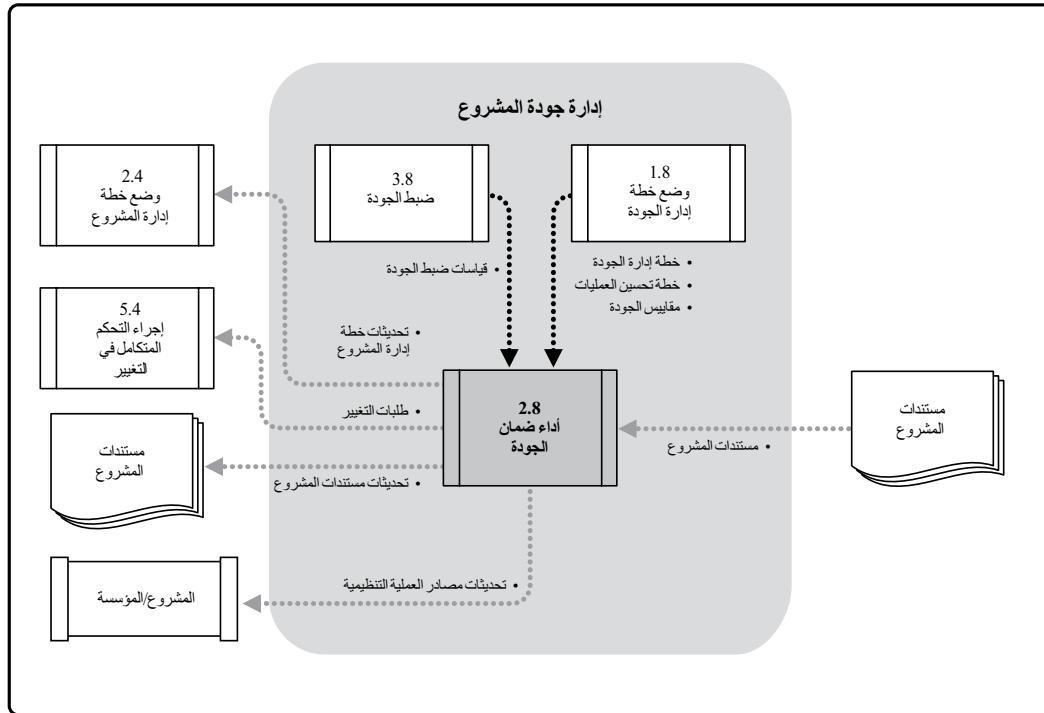 إدارة جودة المشروع
1.8
وضع خطة
إدارة الجودة
3.8
ضبط الجودة
2.4
وضع خطة
إدارة المشروع
• خطة إدارة الجودة
• خطة تحسين العمليات
• مقاييس الجودة
• قياسات ضبط الجودة
5.4
إجراء التحكم
المتكامل في
التغيير
• تحديثات خطة
إدارة المشروع
2.8
أداء ضمان
الجودة
مستندات
المشروع
• مستندات المشروع
• طلبات التغيير
مستندات
المشروع
• تحديثات مستندات المشروع
• تحديثات مصادر العملية التنظيمية
المشروع/المؤسسة